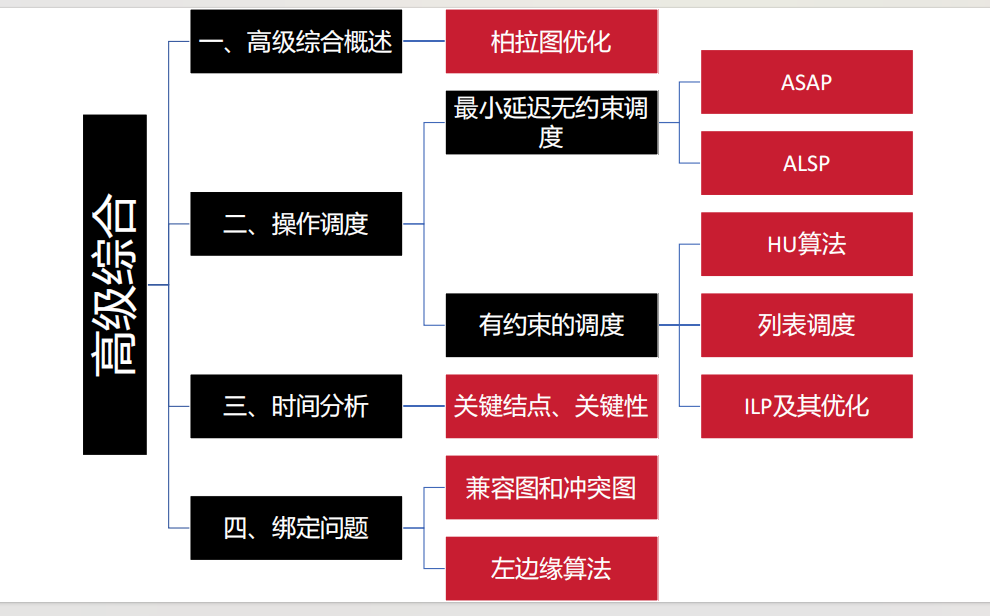 高级综合
一、高级综合概述
柏拉图优化
二、操作调度
最小延迟无约束调
度
ASAP
ALSP
有约束的调度
HU算法
列表调度
ILP及其优化
三、时间分析
关键结点、关键性
四、绑定问题
兼容图和冲突图
左边缘算法